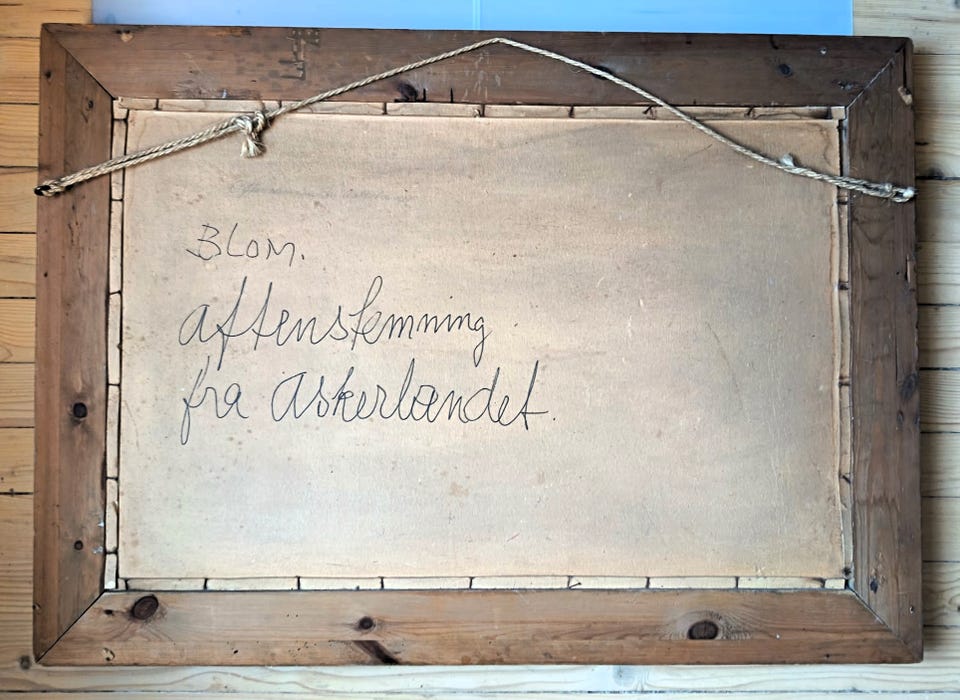 BLOM.
Aftenstemning
fra Askerlandet.